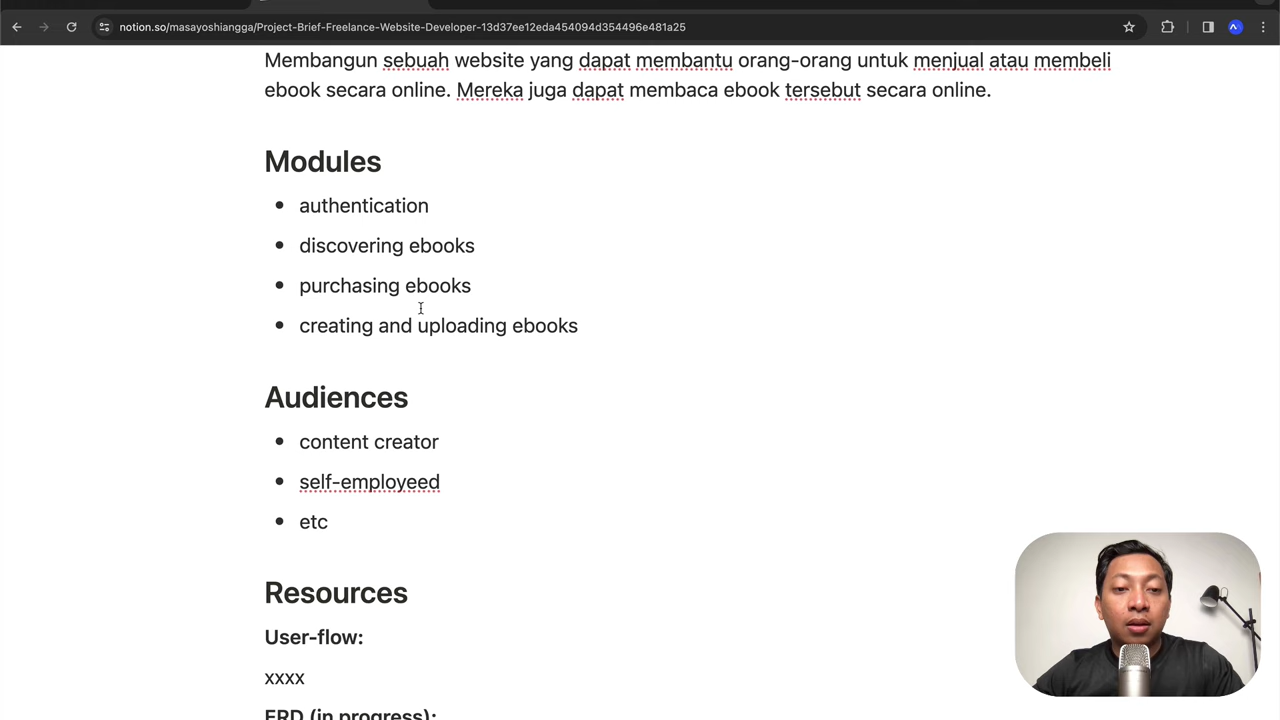 notion.so/masayoshiangga/Project-Brief-Freelance-Website-Developer-13d37ee12eda454094d354496e481a25
Membangun sebuah website yang dapat membantu orang-orang untuk menjual atau membeli
ebook secara online. Mereka juga dapat membaca ebook tersebut secara online.
Modules
• authentication
• discovering ebooks
• purchasing ebooks
• creating and uploading ebooks
Audiences
• content creator
• self-employeed
• etc
Resources
User-flow:
xxxx
ERD (in progress):